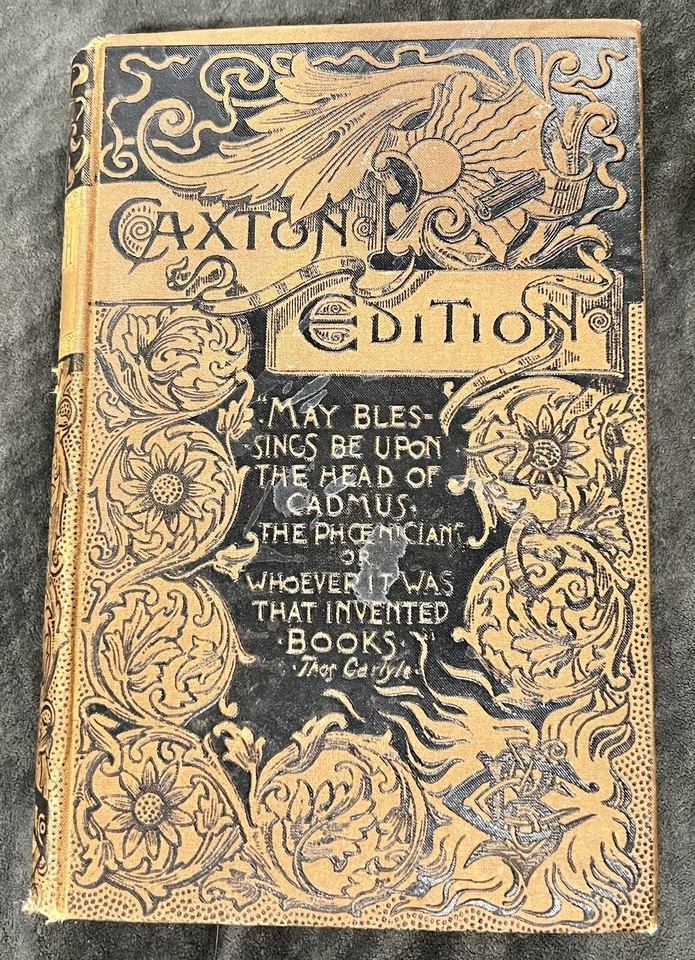 CAXTON
EDITION
"MAY BLES-
SINGS BE UPON
THE HEAD OF
CADMUS.
THE PHŒNICIANS
OR
WHOEVER IT WAS
THAT INVENTED
·BOOKS·"
·Thos Carlyle·